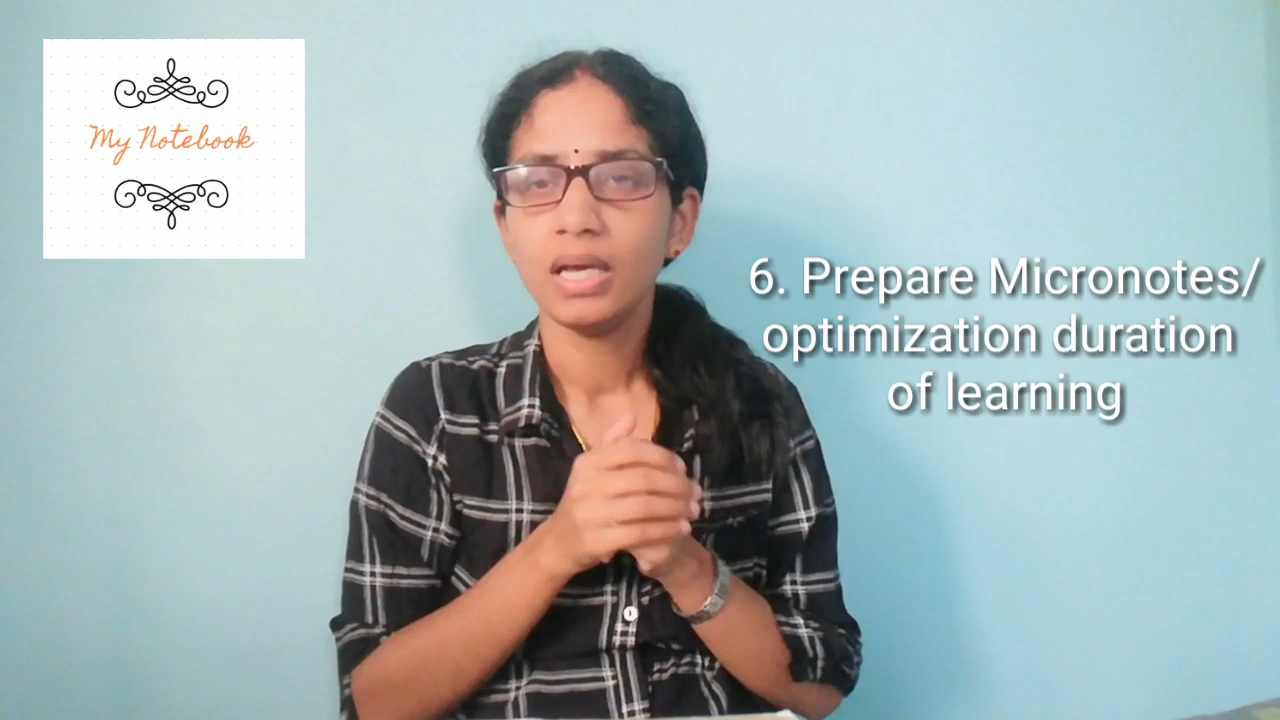 My Notebook
6. Prepare Micronotes/
optimization duration
of learning